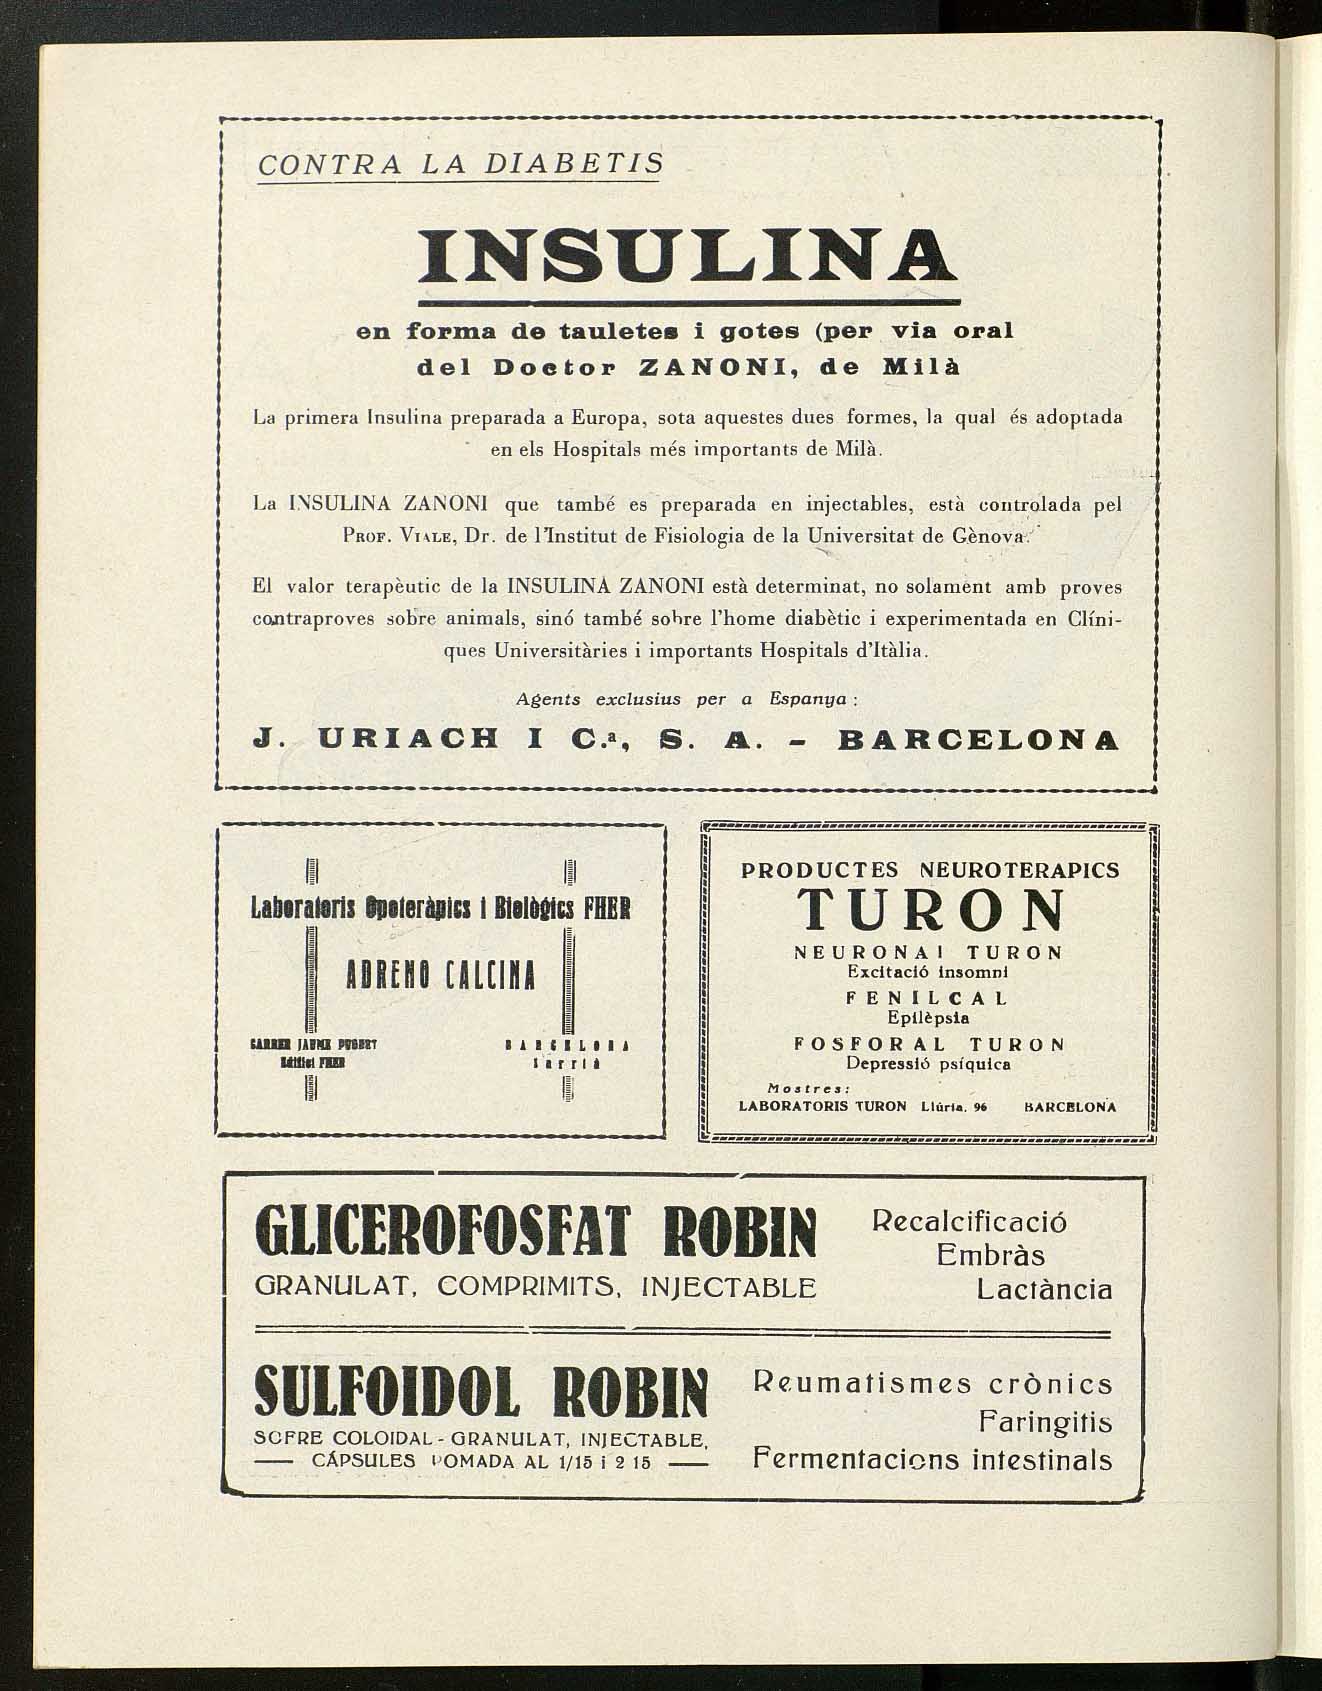 CONTRA LA DIABETIS
INSULINA
en forma de tauletes i gotes (per via oral
del Doctor ZANONI, de Milà
La primera Insulina preparada a Europa, sota aquestes dues formes, la qual és adoptada
en els Hospitals més importants de Milà.
La INSULINA ZANONI que també es preparada en injectables, està controlada pel
PROF. VIALE, Dr. de l'Institut de Fisiologia de la Universitat de Gènova.
El valor terapèutic de la INSULINA ZANONI està determinat, no solament amb proves
contraproves sobre animals, sinó també sobre l'home diabètic i experimentada en Clíni-
ques Universitàries i importants Hospitals d'Itàlia.
Agents exclusius per a Espanya :
J. URIACH I C.ª, S. A. - BARCELONA
Laboratoris Opoteràpics i Biològics FHER
ADRENO CALCINA
CARRER JAUME PUGBET
Edifici FHER
BARCELONA
Sarrià
PRODUCTES NEUROTERAPICS
TURON
NEURONAL TURON
Excitació insomni
FENILCAL
Epilèpsia
FOSFORAL TURON
Depressió psíquica
Mostres:
LABORATORIS TURON Llúria. 96 BARCELONA
GLICEROFOSFAT ROBIN
GRANULAT, COMPRIMITS, INJECTABLE
Recalcificació
Embràs
Lactància
SULFOIDOL ROBIN
SOFRE COLOIDAL - GRANULAT, INJECTABLE,
CÁPSULES POMADA AL 1/15 i 2 15
Reumatismes crònics
Faringitis
Fermentacions intestinals